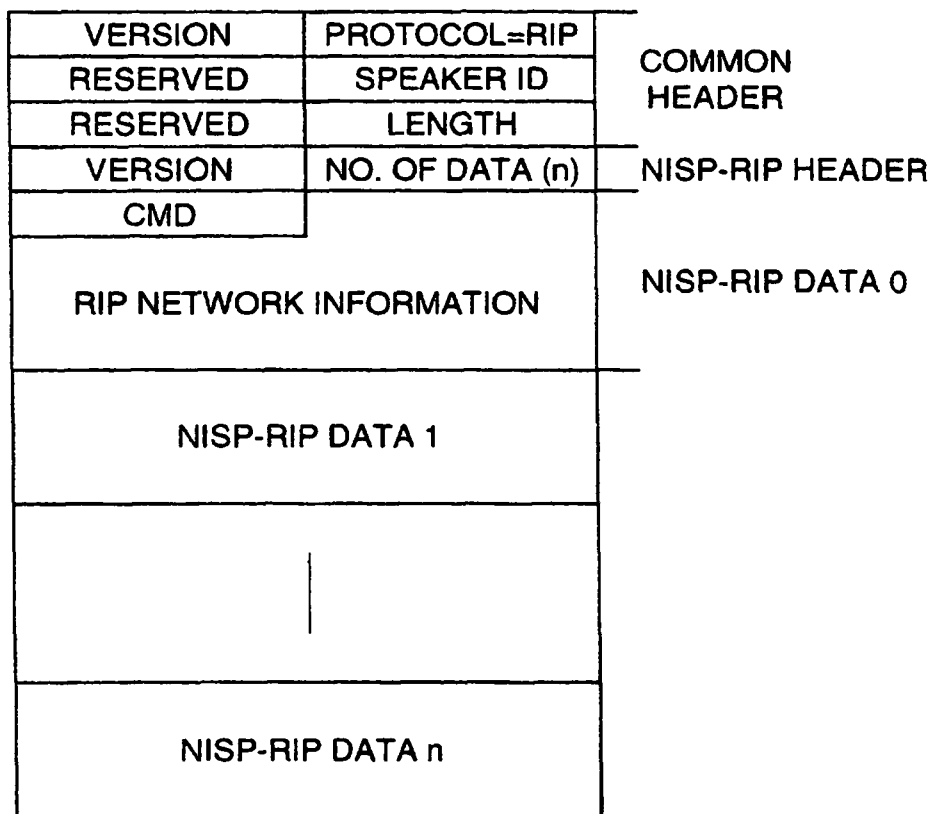 VERSION PROTOCOL=RIP
RESERVED SPEAKER ID
COMMON
HEADER
RESERVED LENGTH
VERSION NO. OF DATA (n) NISP-RIP HEADER
CMD
RIP NETWORK INFORMATION
NISP-RIP DATA 0
NISP-RIP DATA 1
NISP-RIP DATA n